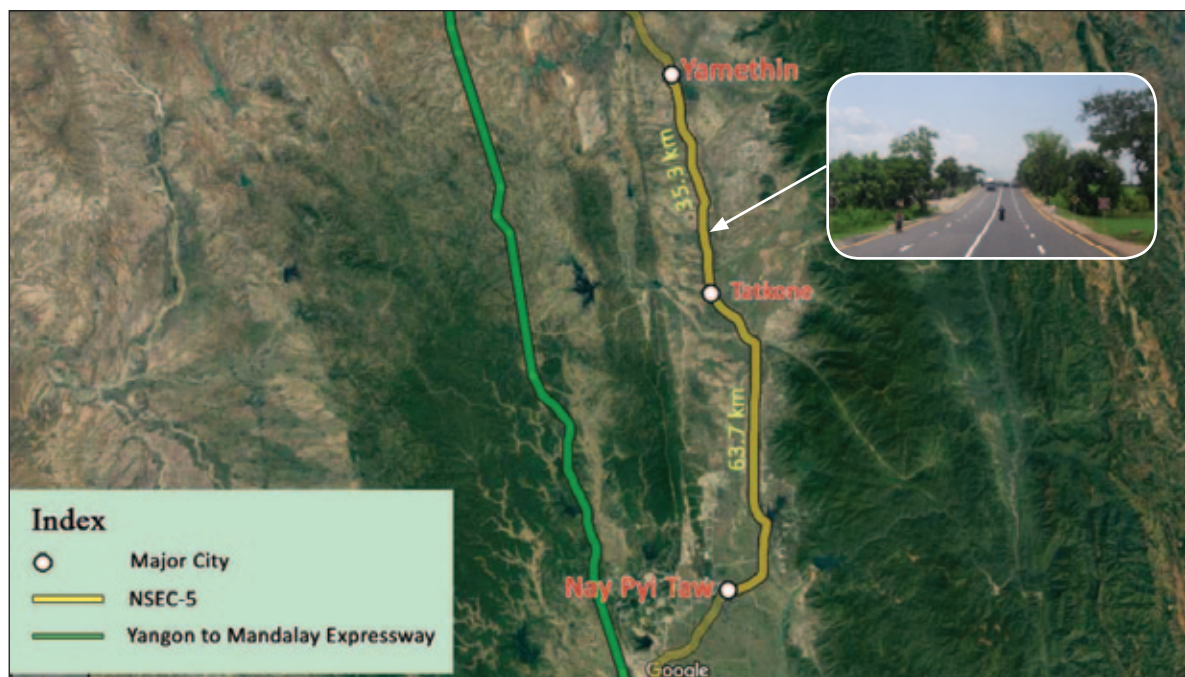 Yamethin
35.3 km
Tatkone
63.7 km
Nay Pyi Taw
Google
Index
Major City
NSEC-5
Yangon to Mandalay Expressway